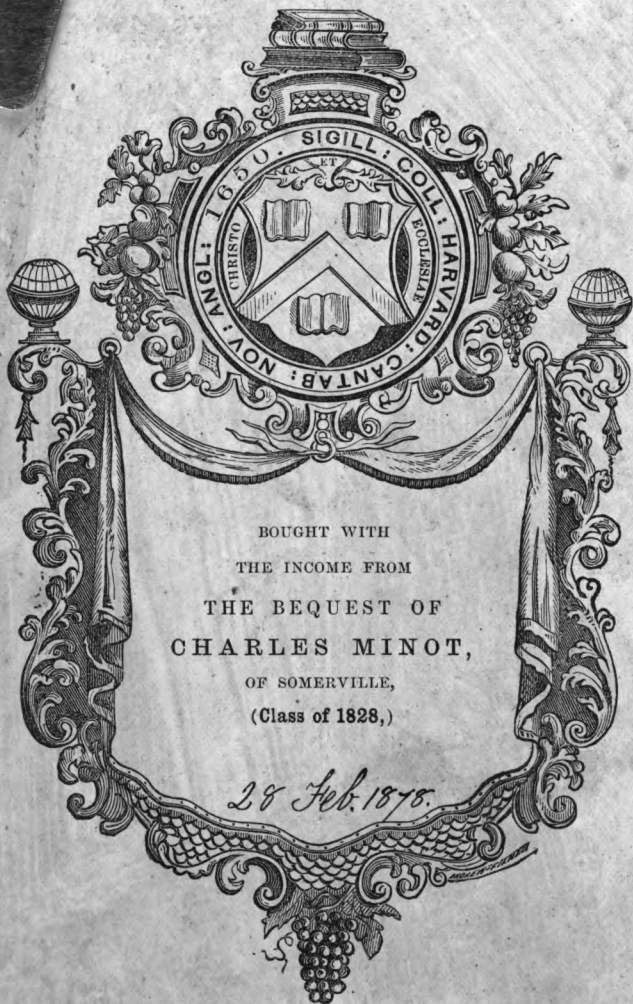 SIGILL: COLL: HARVARD: CANTAB: NOV: ANGL: 1650.
ET
CHRISTO
ECCLESIAE
BOUGHT WITH
THE INCOME FROM
THE BEQUEST OF
CHARLES MINOT,
OF SOMERVILLE,
(Class of 1828,)
28 Feb. 1878.